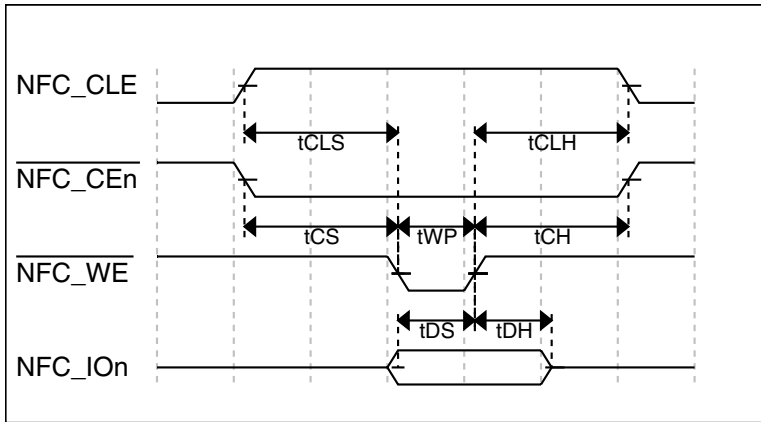 NFC_CLE
tCLS tCLH
NFC_CEn
tCS tWP tCH
NFC_WE
tDS tDH
NFC_IOn